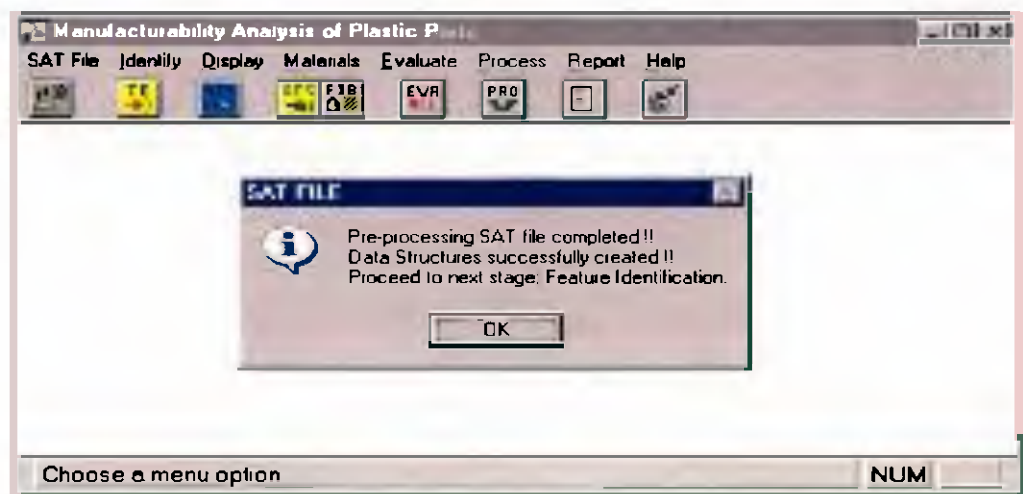 Manufacturability Analysis of Plastic P
SAT File Identify Display Materials Evaluate Process Report Help
EVA PRO
SAT FILE
Pre-processing SAT file completed !!
Data Structures successfully created !!
Proceed to next stage: Feature Identification.
OK
Choose a menu option NUM